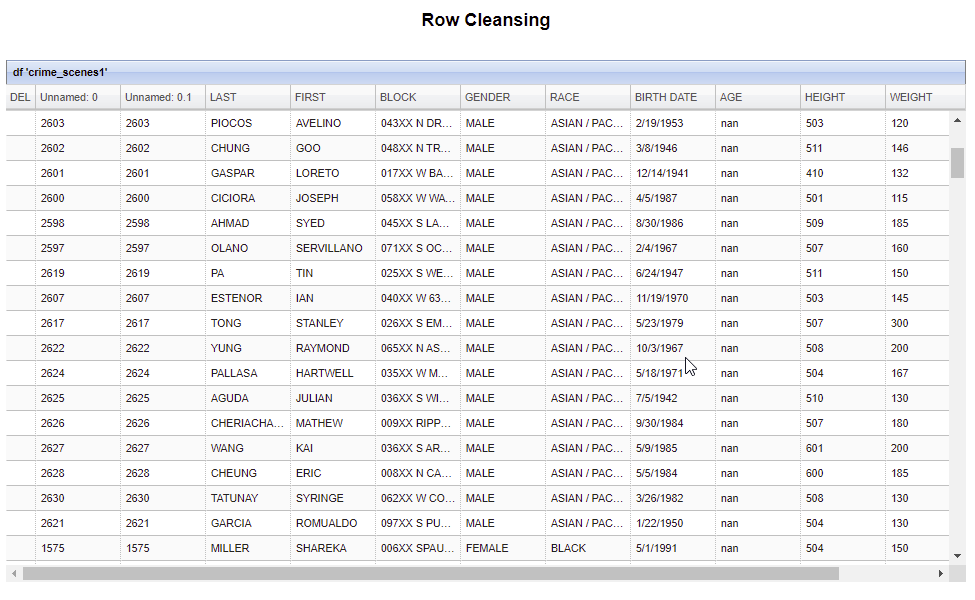 Row Cleansing
df 'crime_scenes1'
DEL Unnamed: 0 Unnamed: 0.1 LAST FIRST BLOCK GENDER RACE BIRTH DATE AGE HEIGHT WEIGHT
2603 2603 PIOCOS AVELINO 043XX N DR... MALE ASIAN / PAC... 2/19/1953 nan 503 120
2602 2602 CHUNG GOO 048XX N TR... MALE ASIAN / PAC... 3/8/1946 nan 511 146
2601 2601 GASPAR LORETO 017XX W BA... MALE ASIAN / PAC... 12/14/1941 nan 410 132
2600 2600 CICIORA JOSEPH 058XX W WA... MALE ASIAN / PAC... 4/5/1987 nan 501 115
2598 2598 AHMAD SYED 045XX S LA... MALE ASIAN / PAC... 8/30/1986 nan 509 185
2597 2597 OLANO SERVILLANO 071XX S OC... MALE ASIAN / PAC... 2/4/1967 nan 507 160
2619 2619 PA TIN 025XX S WE... MALE ASIAN / PAC... 6/24/1947 nan 511 150
2607 2607 ESTENOR IAN 040XX W 63... MALE ASIAN / PAC... 11/19/1970 nan 503 145
2617 2617 TONG STANLEY 026XX S EM... MALE ASIAN / PAC... 5/23/1979 nan 507 300
2622 2622 YUNG RAYMOND 065XX N AS... MALE ASIAN / PAC... 10/3/1967 nan 508 200
2624 2624 PALLASA HARTWELL 035XX W M... MALE ASIAN / PAC... 5/18/1971 nan 504 167
2625 2625 AGUDA JULIAN 036XX S WI... MALE ASIAN / PAC... 7/5/1942 nan 510 130
2626 2626 CHERIACHA... MATHEW 009XX RIPP... MALE ASIAN / PAC... 9/30/1984 nan 507 180
2627 2627 WANG KAI 036XX S AR... MALE ASIAN / PAC... 5/9/1985 nan 601 200
2628 2628 CHEUNG ERIC 008XX N CA... MALE ASIAN / PAC... 5/5/1984 nan 600 185
2630 2630 TATUNAY SYRINGE 062XX W CO... MALE ASIAN / PAC... 3/26/1982 nan 508 130
2621 2621 GARCIA ROMUALDO 097XX S PU... MALE ASIAN / PAC... 1/22/1950 nan 504 130
1575 1575 MILLER SHAREKA 006XX SPAU... FEMALE BLACK 5/1/1991 nan 504 150